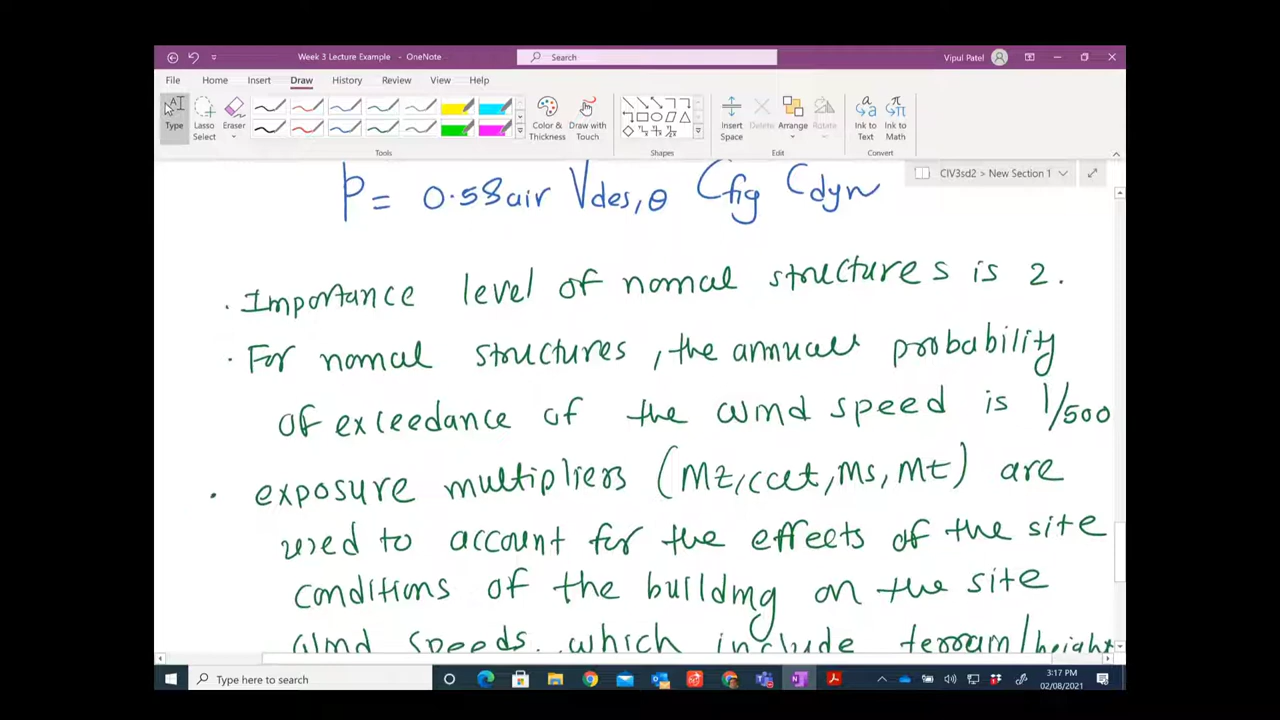 Week 3 Lecture Example - OneNote
Search
Vipul Patel
File Home Insert Draw History Review View Help
Type
Lasso Select
Eraser
Color & Thickness
Draw with Touch
Insert Space
Delete
Arrange
Rotate
Ink to Text
Ink to Math
Tools
Shapes
Edit
Convert
CIV3sd2 > New Section 1
P = 0.5 air Vdes,θ Cfig Cdyn
. Importance level of nomal structures is 2.
. For nomal structures, the annual probability
of exceedance of the wind speed is 1/500
. exposure multipliers (Mz,cat, Ms, Mt) are
used to account for the effects of the site
conditions of the building on the site
wind speeds, which include terrain/height
Type here to search
3:17 PM
02/08/2021